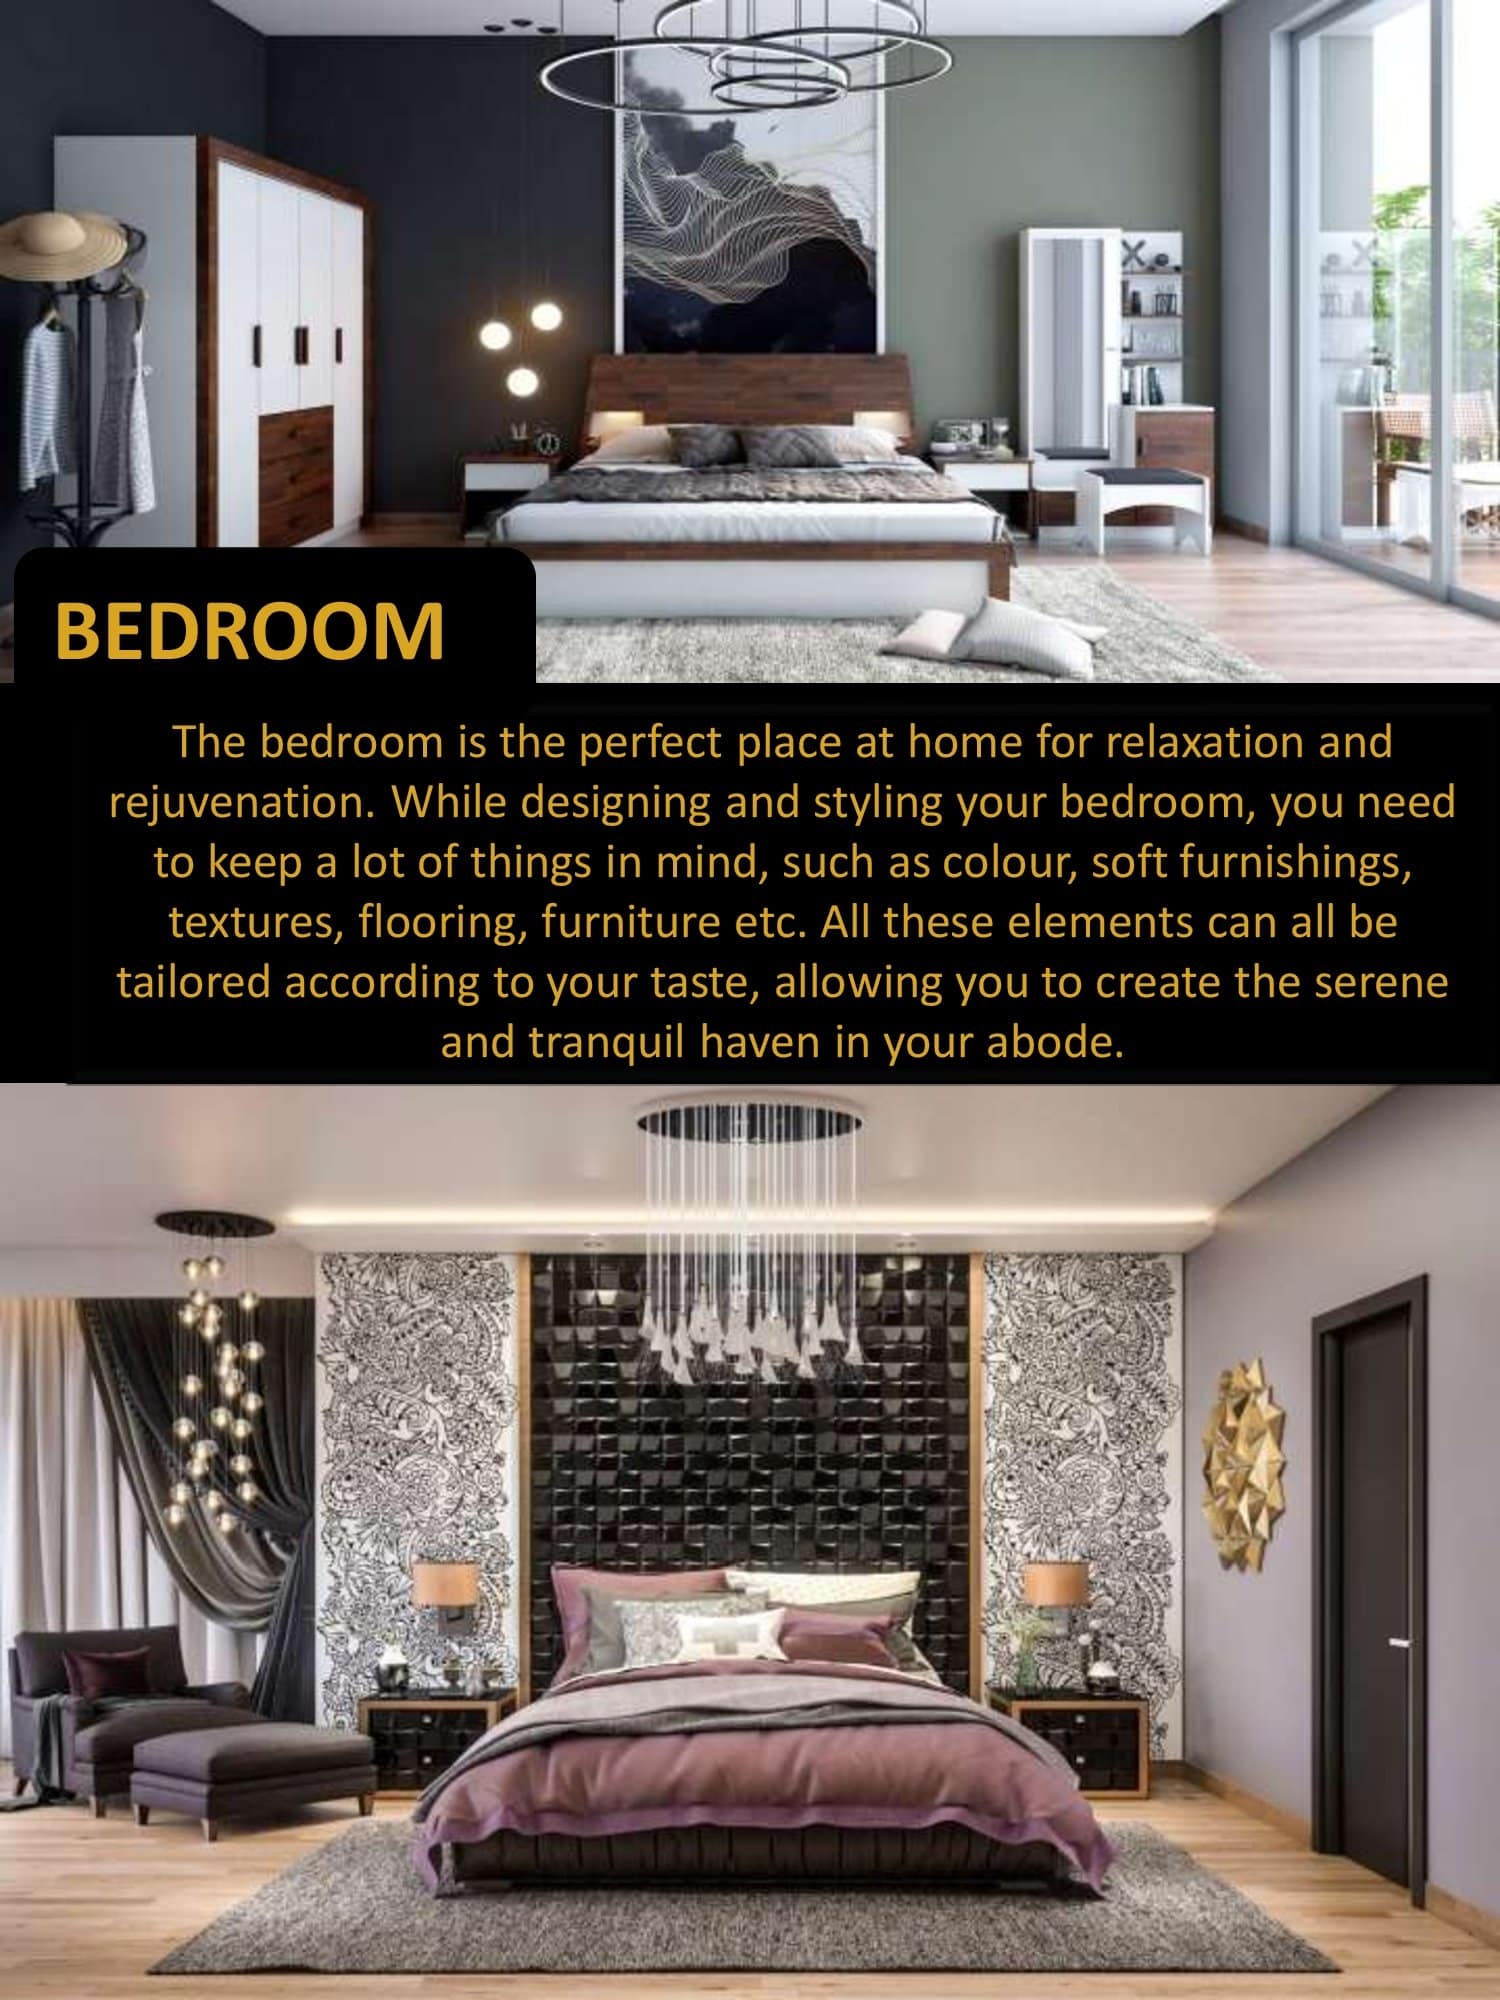 BEDROOM
The bedroom is the perfect place at home for relaxation and
rejuvenation. While designing and styling your bedroom, you need
to keep a lot of things in mind, such as colour, soft furnishings,
textures, flooring, furniture etc. All these elements can all be
tailored according to your taste, allowing you to create the serene
and tranquil haven in your abode.